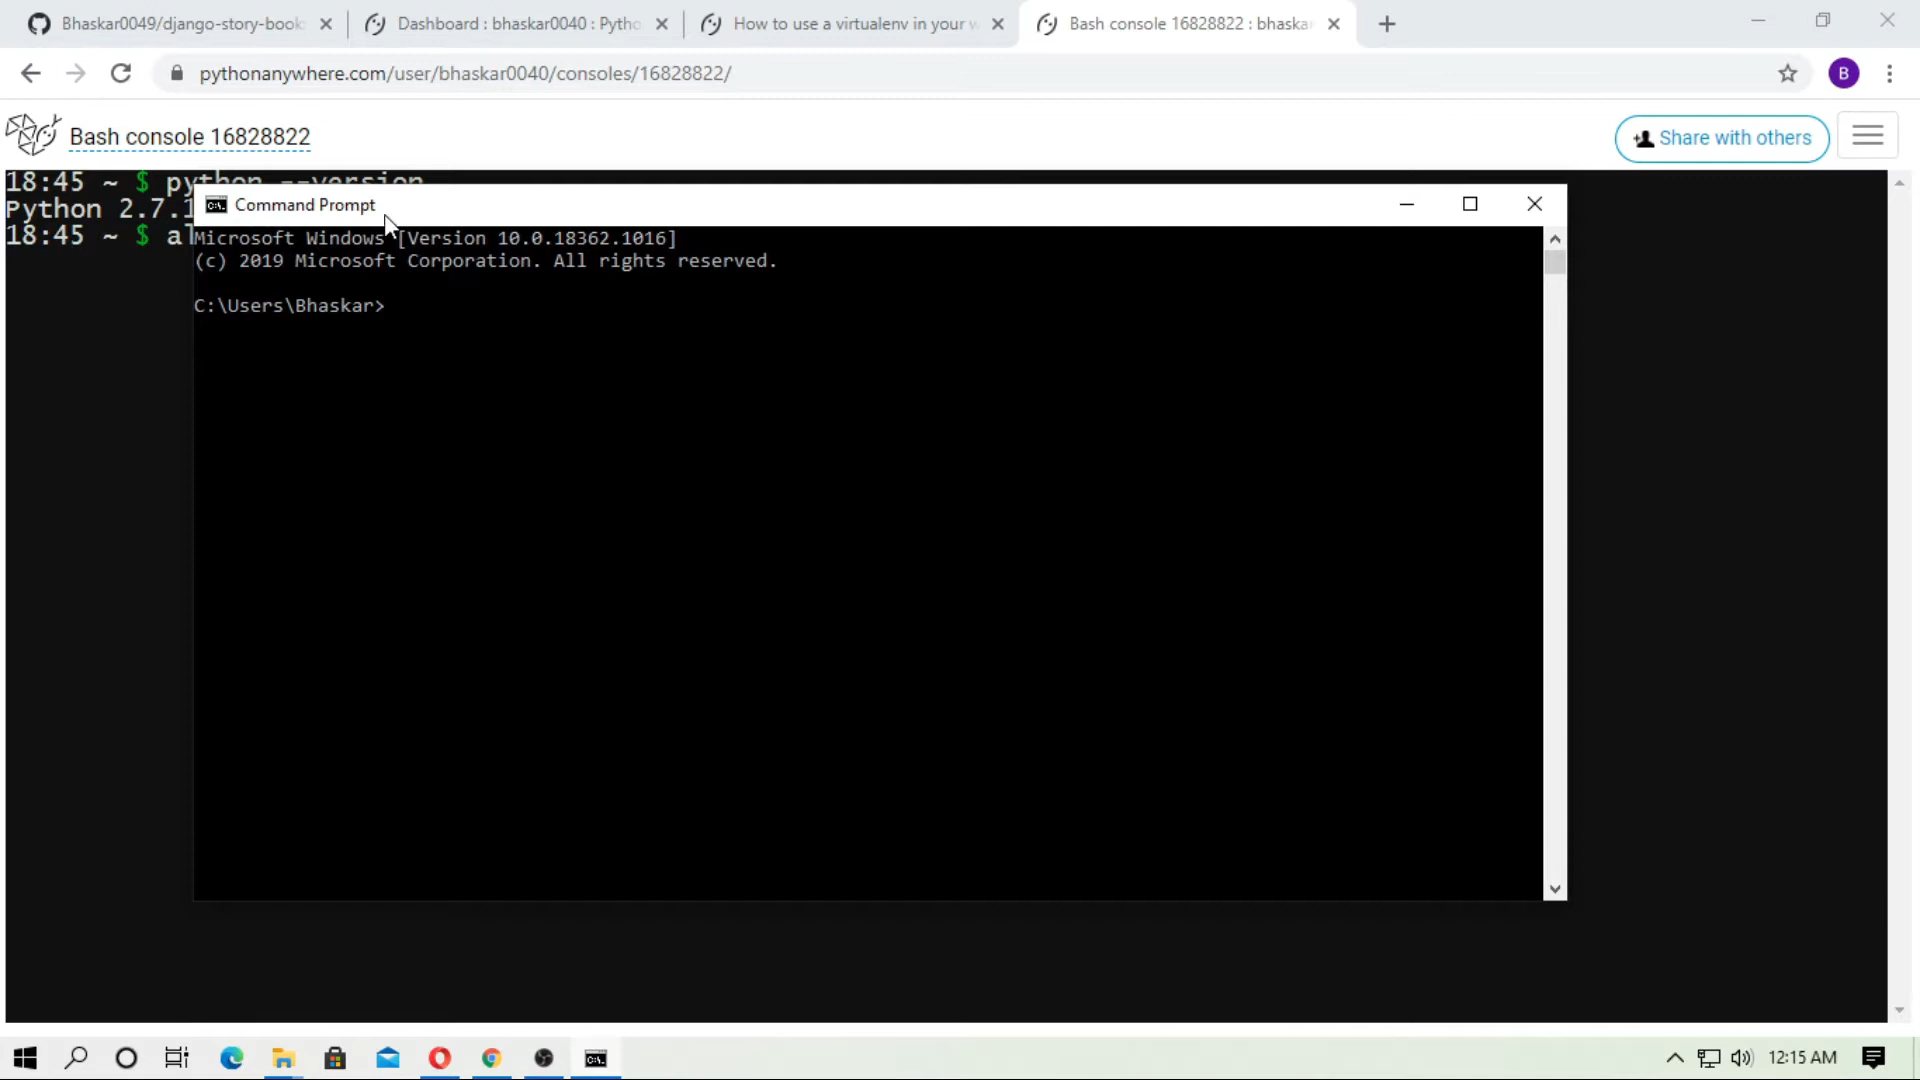 Bhaskar0049/django-story-book
Dashboard : bhaskar0040 : Pytho
How to use a virtualenv in your w
Bash console 16828822 : bhaskar
pythonanywhere.com/user/bhaskar0040/consoles/16828822/
B
Bash console 16828822
Share with others
18:45 ~ $ python --version
Python 2.7.1
18:45 ~ $ al
Command Prompt
Microsoft Windows [Version 10.0.18362.1016]
(c) 2019 Microsoft Corporation. All rights reserved.
C:\Users\Bhaskar>
12:15 AM